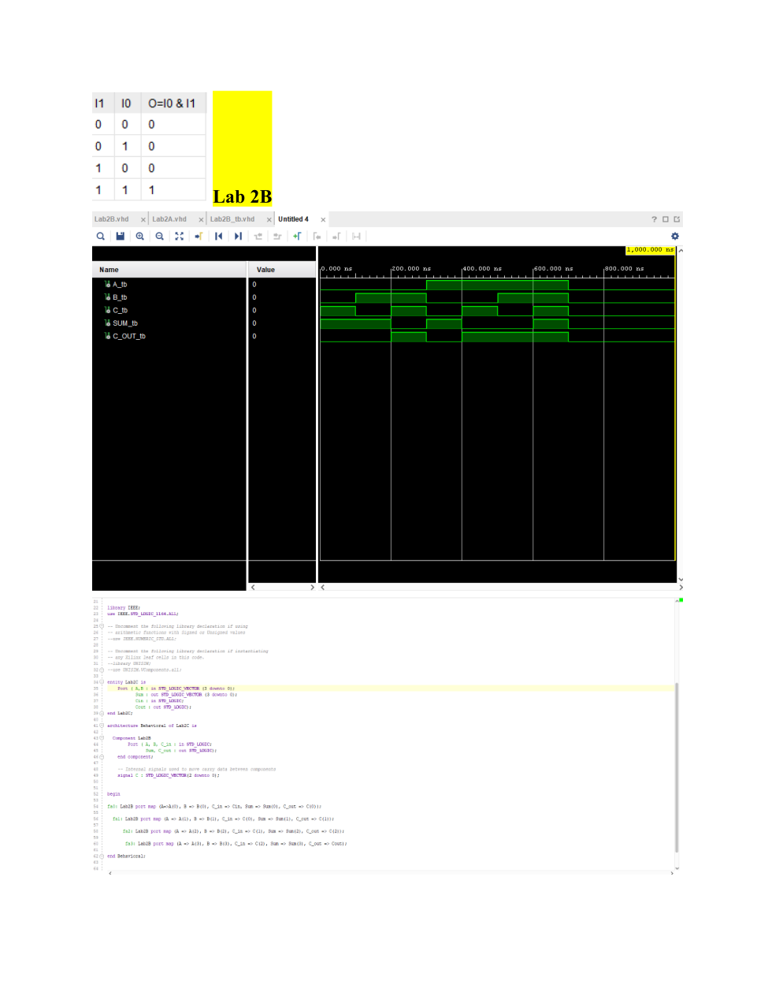 I1 I0 O=I0 & I1
0 0 0
0 1 0
1 0 0
1 1 1
Lab 2B
Lab2B.vhd × Lab2A.vhd × Lab2B_tb.vhd × Untitled 4 ×
1,000.000 ns
Name Value
0.000 ns 200.000 ns 400.000 ns 600.000 ns 800.000 ns
A_tb 0
B_tb 0
C_tb 0
SUM_tb 0
C_OUT_tb 0
21
22 library IEEE;
23 use IEEE.STD_LOGIC_1164.ALL;
24
25 -- Uncomment the following library declaration if using
26 -- arithmetic functions with Signed or Unsigned values
27 --use IEEE.NUMERIC_STD.ALL;
28
29 -- Uncomment the following library declaration if instantiating
30 -- any Xilinx leaf cells in this code.
31 --library UNISIM;
32 --use UNISIM.VComponents.all;
33
34 entity Lab2C is
35 Port ( A,B : in STD_LOGIC_VECTOR (3 downto 0);
36 Sum : out STD_LOGIC_VECTOR (3 downto 0);
37 Cin : in STD_LOGIC;
38 Cout : out STD_LOGIC);
39 end Lab2C;
40
41 architecture Behavioral of Lab2C is
42
43 Component Lab2B
44 Port ( A, B, C_in : in STD_LOGIC;
45 Sum, C_out : out STD_LOGIC);
46 end component;
47
48 -- Internal signals used to move carry data between components
49 signal C : STD_LOGIC_VECTOR(2 downto 0);
50
51
52 begin
53
54 fa0: Lab2B port map (A=>A(0), B => B(0), C_in => Cin, Sum => Sum(0), C_out => C(0));
55
56 fa1: Lab2B port map (A => A(1), B => B(1), C_in => C(0), Sum => Sum(1), C_out => C(1));
57
58 fa2: Lab2B port map (A => A(2), B => B(2), C_in => C(1), Sum => Sum(2), C_out => C(2));
59
60 fa3: Lab2B port map (A => A(3), B => B(3), C_in => C(2), Sum => Sum(3), C_out => Cout);
61
62 end Behavioral;
63
64